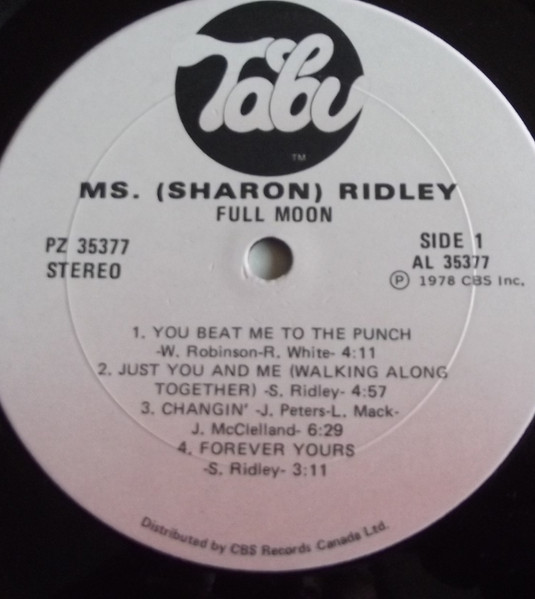 Tabu
TM
MS. (SHARON) RIDLEY
FULL MOON
PZ 35377
STEREO
SIDE 1
AL 35377
Ⓟ 1978 CBS Inc.
1. YOU BEAT ME TO THE PUNCH
-W. Robinson-R. White- 4:11
2. JUST YOU AND ME (WALKING ALONG
TOGETHER) -S. Ridley- 4:57
3. CHANGIN' -J. Peters-L. Mack-
J. McClelland- 6:29
4. FOREVER YOURS
-S. Ridley- 3:11
Distributed by CBS Records Canada Ltd.